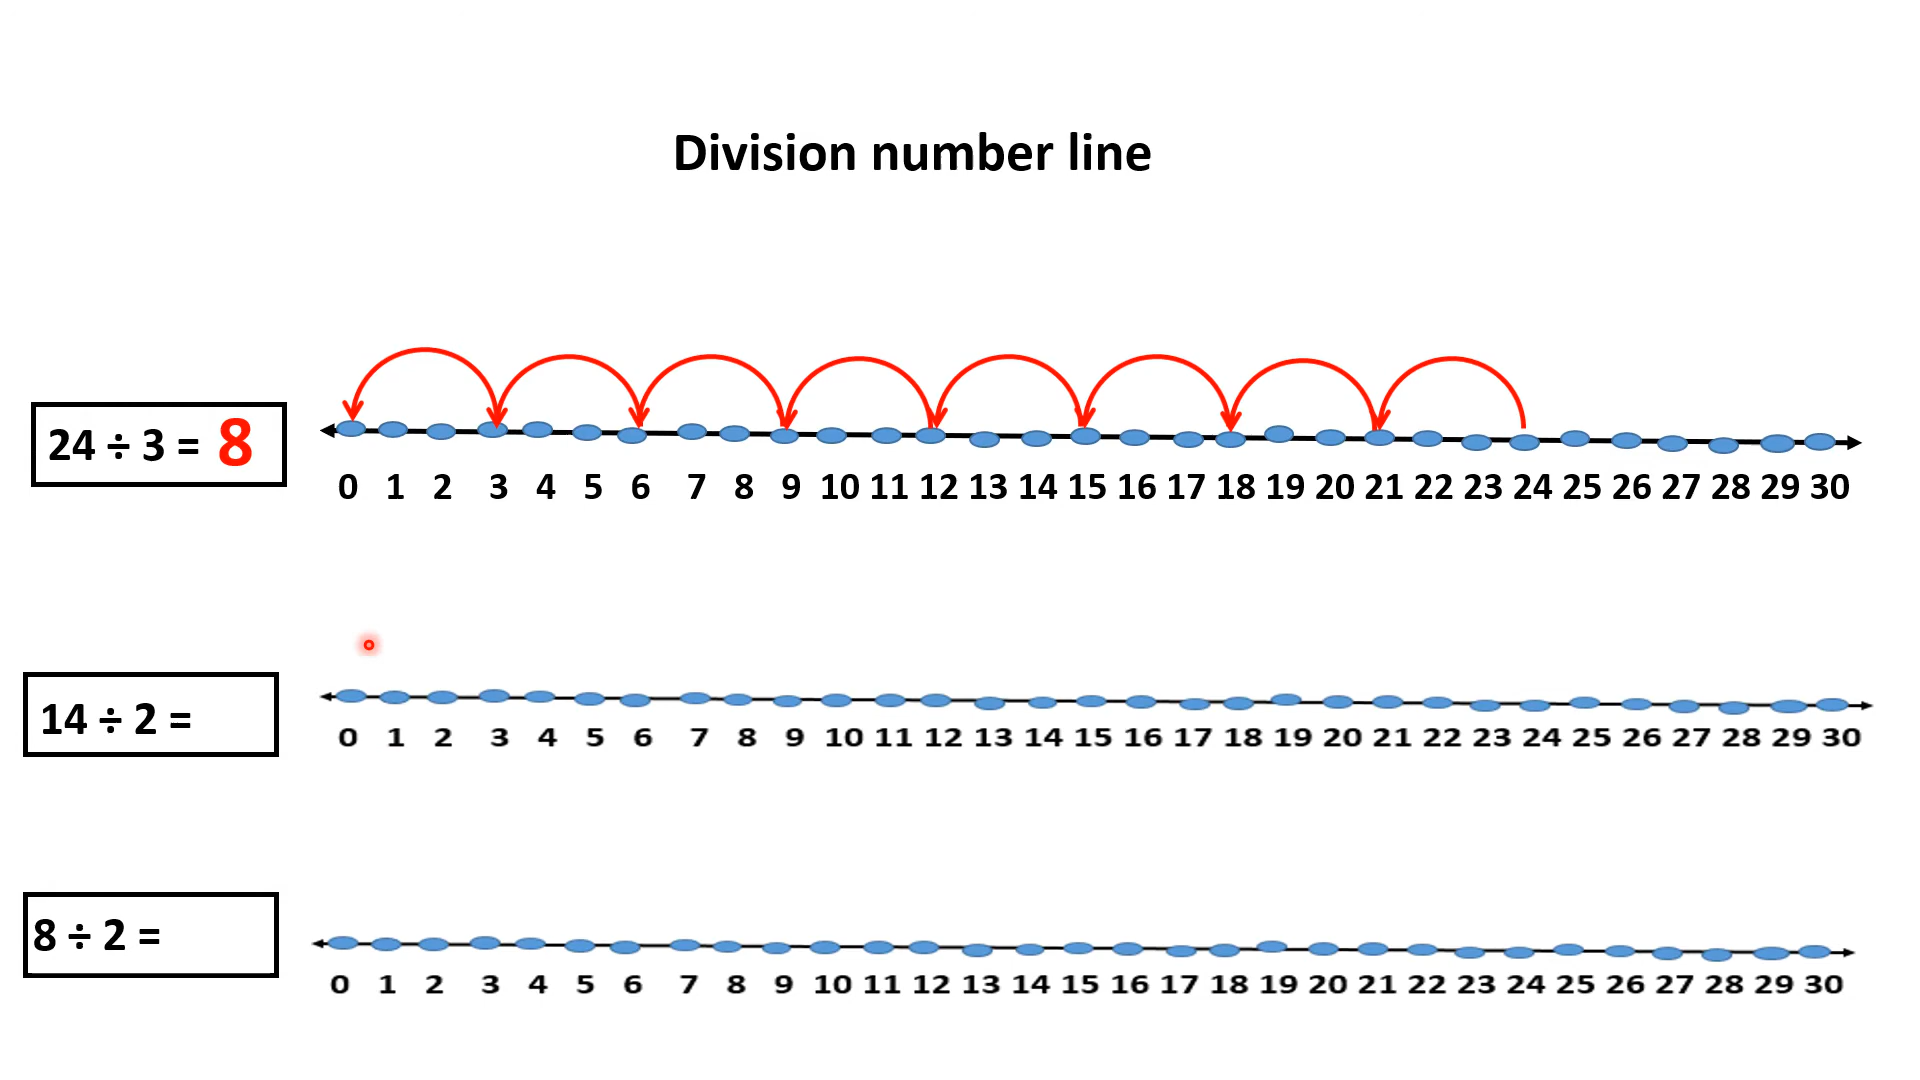 Division number line
24 ÷ 3 = 8
0 1 2 3 4 5 6 7 8 9 10 11 12 13 14 15 16 17 18 19 20 21 22 23 24 25 26 27 28 29 30
14 ÷ 2 =
0 1 2 3 4 5 6 7 8 9 10 11 12 13 14 15 16 17 18 19 20 21 22 23 24 25 26 27 28 29 30
8 ÷ 2 =
0 1 2 3 4 5 6 7 8 9 10 11 12 13 14 15 16 17 18 19 20 21 22 23 24 25 26 27 28 29 30